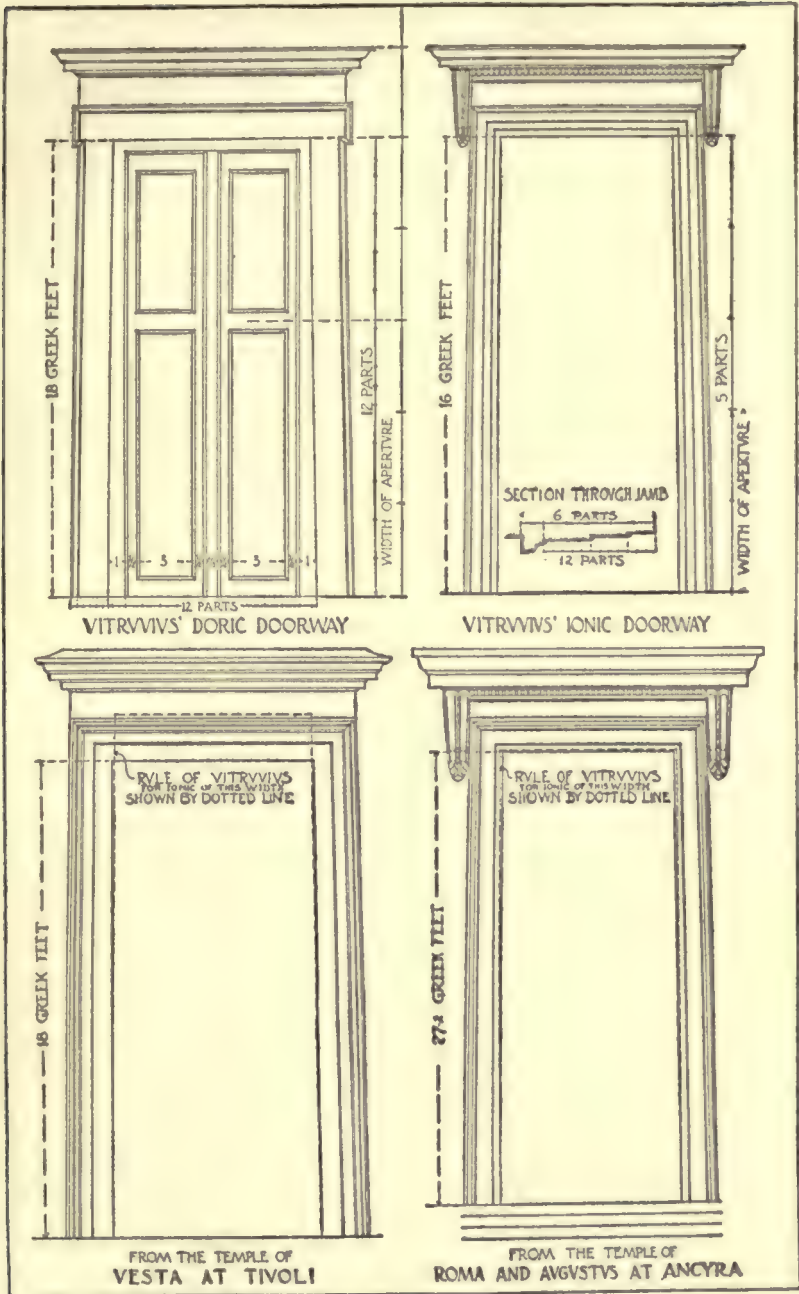 18 GREEK FEET
12 PARTS
WIDTH OF APERTVRE
1 5 5 1
12 PARTS
VITRVVIVS' DORIC DOORWAY
16 GREEK FEET
5 PARTS
WIDTH OF APERTVRE
SECTION THROVGH JAMB
6 PARTS
12 PARTS
VITRVVIVS' IONIC DOORWAY
18 GREEK FEET
RVLE OF VITRVVIVS
FOR IONIC OF THIS WIDTH
SHOWN BY DOTTED LINE
FROM THE TEMPLE OF
VESTA AT TIVOLI
GREEK FEET
RVLE OF VITRVVIVS
FOR IONIC OF THIS WIDTH
SHOWN BY DOTTED LINE
FROM THE TEMPLE OF
ROMA AND AVGVSTVS AT ANCYRA